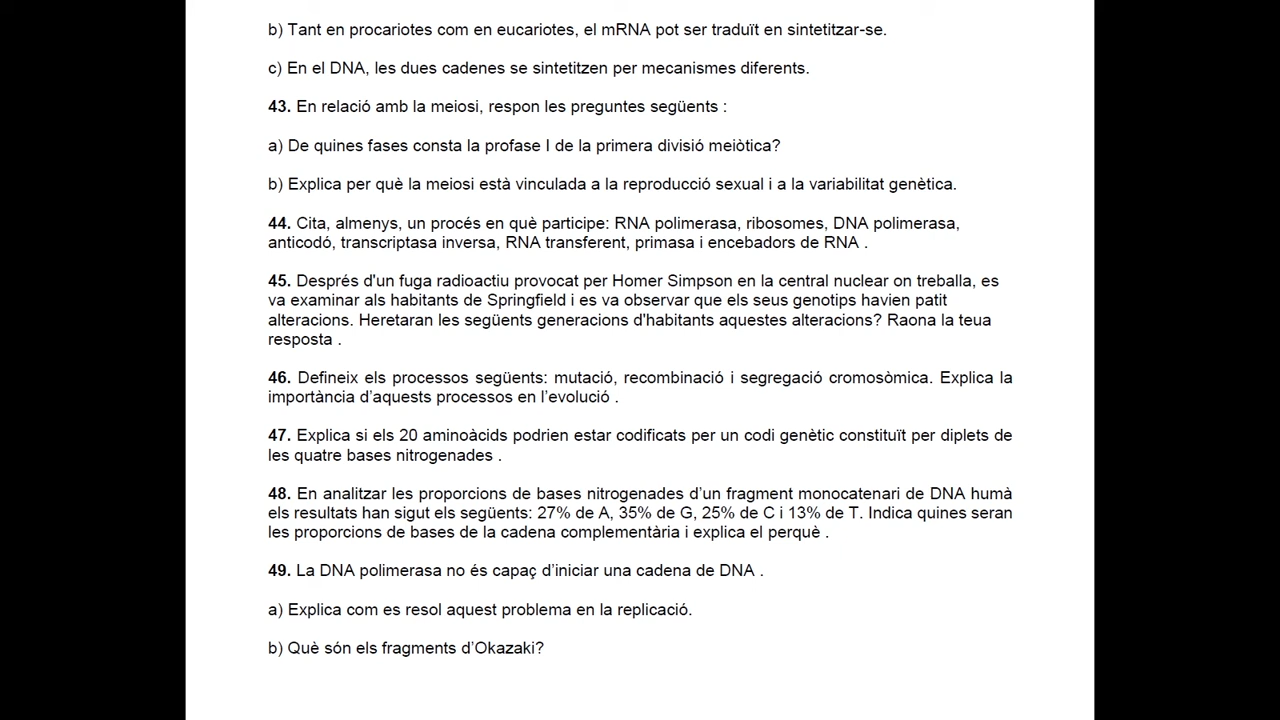 b) Tant en procariotes com en eucariotes, el mRNA pot ser traduït en sintetitzar-se.
c) En el DNA, les dues cadenes se sintetitzen per mecanismes diferents.
43. En relació amb la meiosi, respon les preguntes següents :
a) De quines fases consta la profase I de la primera divisió meiòtica?
b) Explica per què la meiosi està vinculada a la reproducció sexual i a la variabilitat genètica.
44. Cita, almenys, un procés en què participe: RNA polimerasa, ribosomes, DNA polimerasa,
anticodó, transcriptasa inversa, RNA transferent, primasa i encebadors de RNA .
45. Després d'un fuga radioactiu provocat per Homer Simpson en la central nuclear on treballa, es
va examinar als habitants de Springfield i es va observar que els seus genotips havien patit
alteracions. Heretaran les següents generacions d'habitants aquestes alteracions? Raona la teua
resposta .
46. Defineix els processos següents: mutació, recombinació i segregació cromosòmica. Explica la
importància d’aquests processos en l’evolució .
47. Explica si els 20 aminoàcids podrien estar codificats per un codi genètic constituït per diplets de
les quatre bases nitrogenades .
48. En analitzar les proporcions de bases nitrogenades d’un fragment monocatenari de DNA humà
els resultats han sigut els següents: 27% de A, 35% de G, 25% de C i 13% de T. Indica quines seran
les proporcions de bases de la cadena complementària i explica el perquè .
49. La DNA polimerasa no és capaç d’iniciar una cadena de DNA .
a) Explica com es resol aquest problema en la replicació.
b) Què són els fragments d’Okazaki?